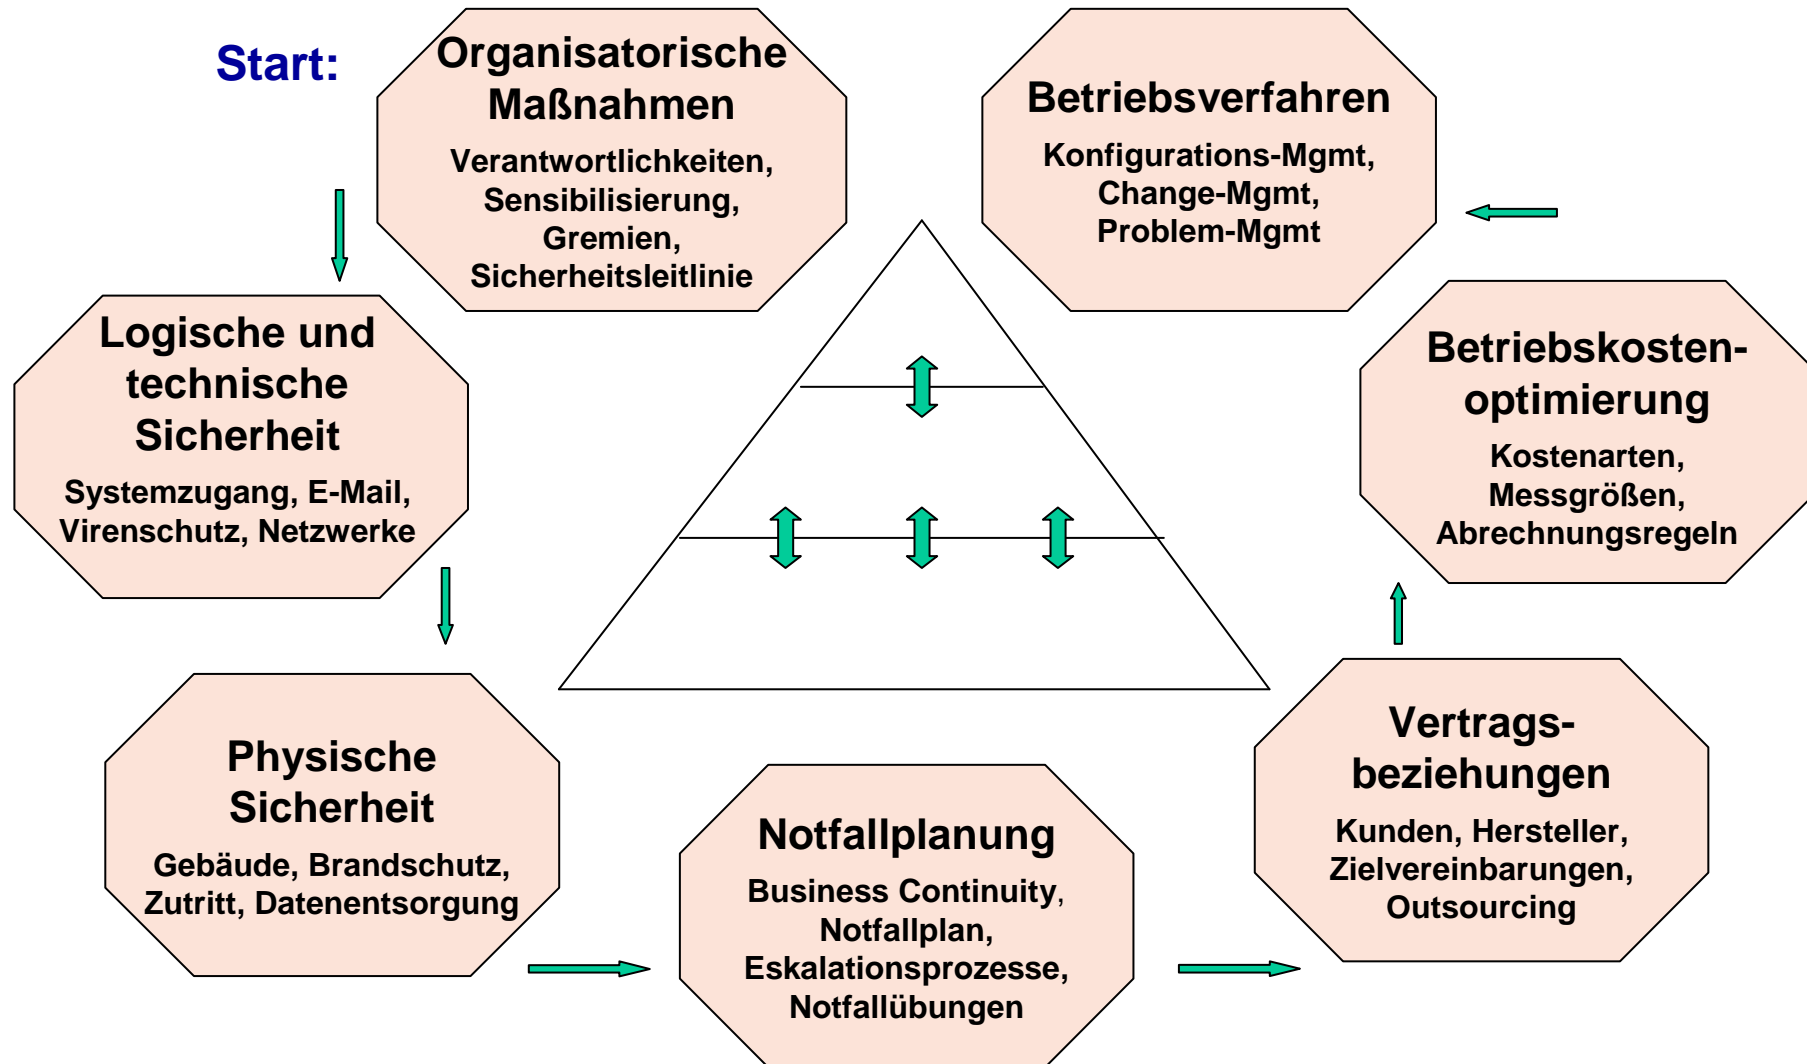 Start:
Organisatorische
Maßnahmen
Verantwortlichkeiten,
Sensibilisierung,
Gremien,
Sicherheitsleitlinie
Logische und
technische
Sicherheit
Systemzugang, E-Mail,
Virenschutz, Netzwerke
Physische
Sicherheit
Gebäude, Brandschutz,
Zutritt, Datenentsorgung
Notfallplanung
Business Continuity,
Notfallplan,
Eskalationsprozesse,
Notfallübungen
Vertrags-
beziehungen
Kunden, Hersteller,
Zielvereinbarungen,
Outsourcing
Betriebskosten-
optimierung
Kostenarten,
Messgrößen,
Abrechnungsregeln
Betriebsverfahren
Konfigurations-Mgmt,
Change-Mgmt,
Problem-Mgmt